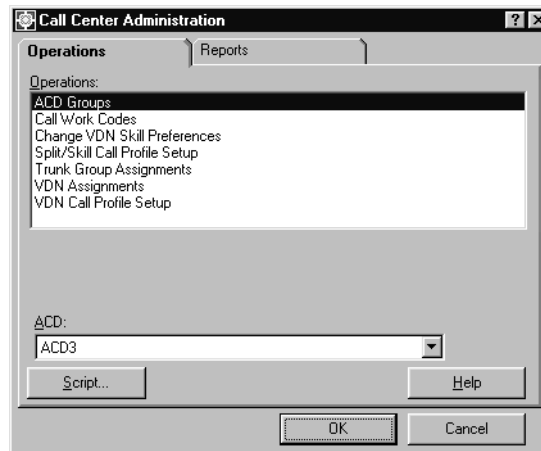 Call Center Administration
Operations
Reports
Operations:
ACD Groups
Call Work Codes
Change VDN Skill Preferences
Split/Skill Call Profile Setup
Trunk Group Assignments
VDN Assignments
VDN Call Profile Setup
ACD:
ACD3
Script...
Help
OK
Cancel